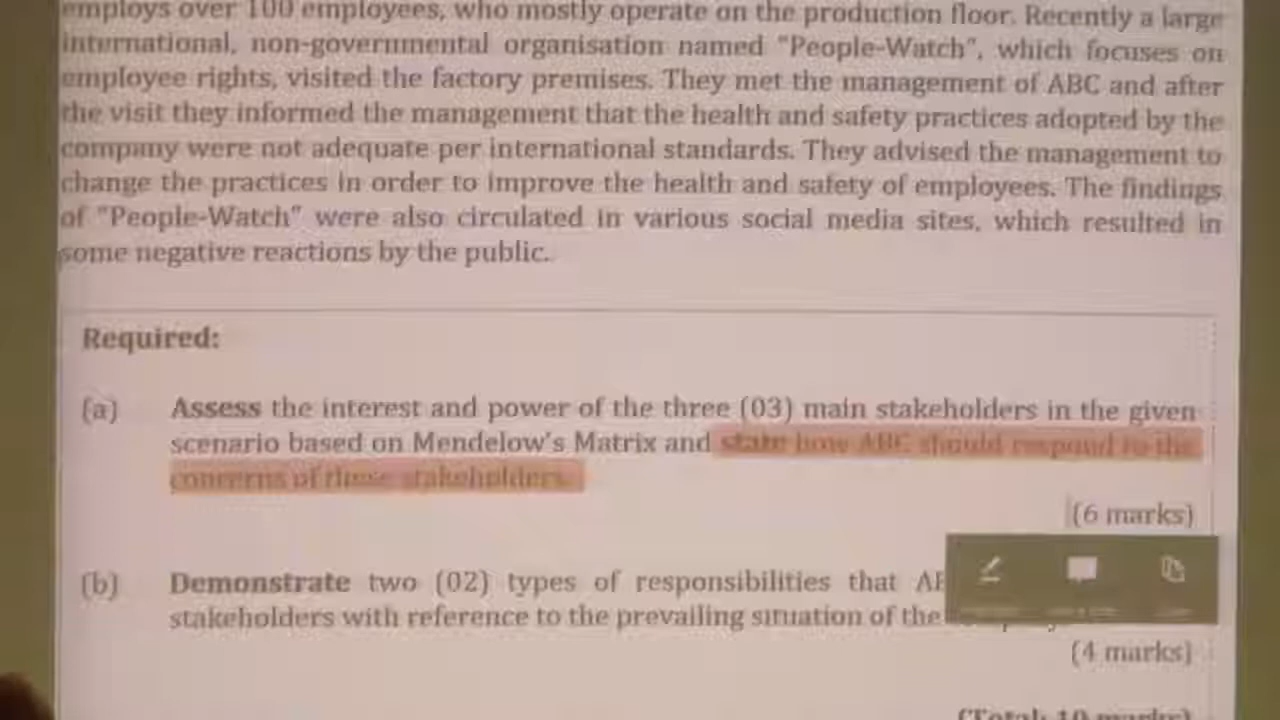 employs over 100 employees, who mostly operate on the production floor. Recently a large
international, non-governmental organisation named "People-Watch", which focuses on
employee rights, visited the factory premises. They met the management of ABC and after
the visit they informed the management that the health and safety practices adopted by the
company were not adequate per international standards. They advised the management to
change the practices in order to improve the health and safety of employees. The findings
of "People-Watch" were also circulated in various social media sites, which resulted in
some negative reactions by the public.
Required:
(a) Assess the interest and power of the three (03) main stakeholders in the given
scenario based on Mendelow's Matrix and state how ABC should respond to the
concerns of these stakeholders.
(6 marks)
(b) Demonstrate two (02) types of responsibilities that
stakeholders with reference to the prevailing situation of the
(4 marks)
(Total: 10 marks)